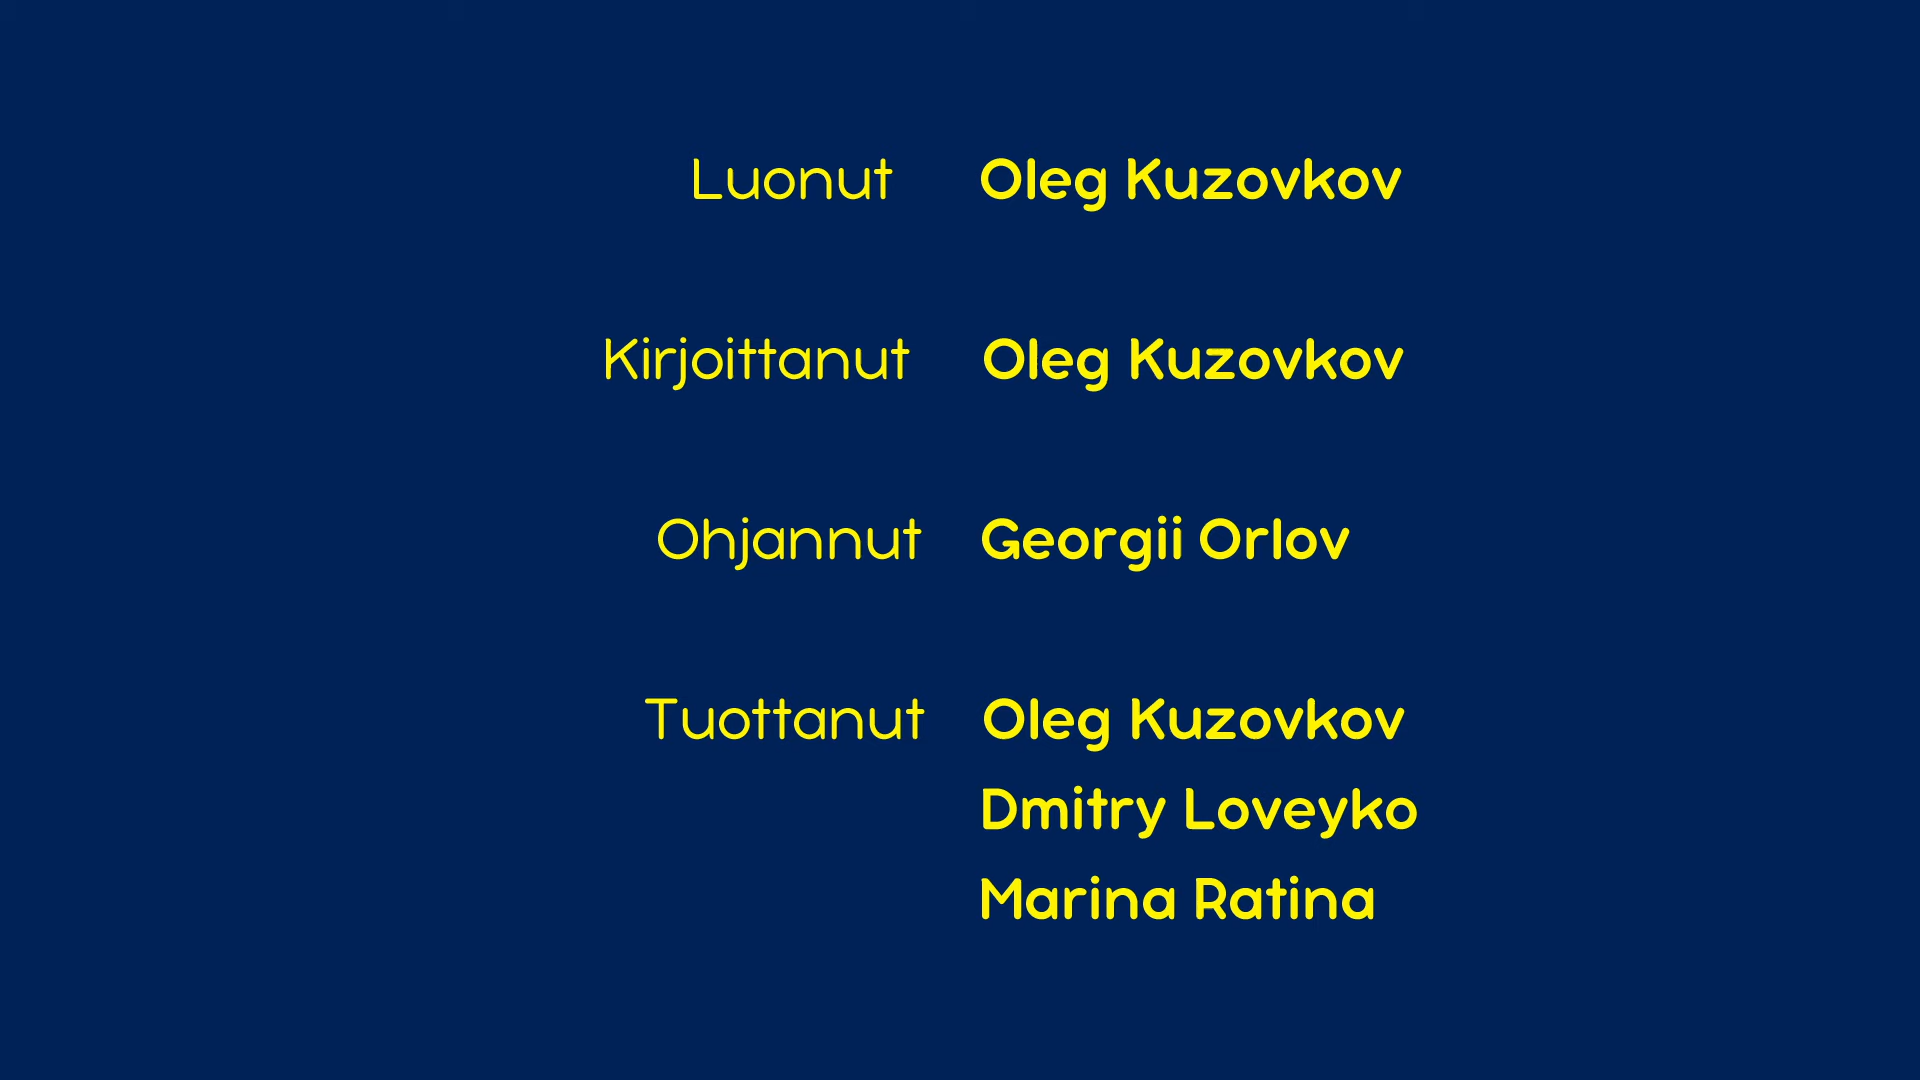 Luonut Oleg Kuzovkov
Kirjoittanut Oleg Kuzovkov
Ohjannut Georgii Orlov
Tuottanut Oleg Kuzovkov
Dmitry Loveyko
Marina Ratina